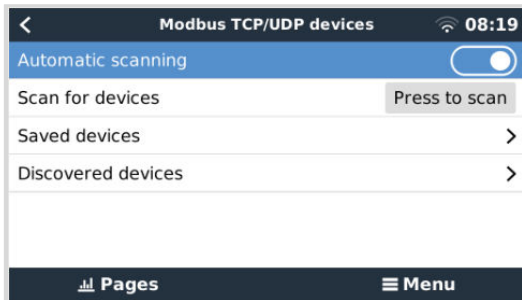 Modbus TCP/UDP devices 08:19
Automatic scanning
Scan for devices Press to scan
Saved devices
Discovered devices
Pages Menu